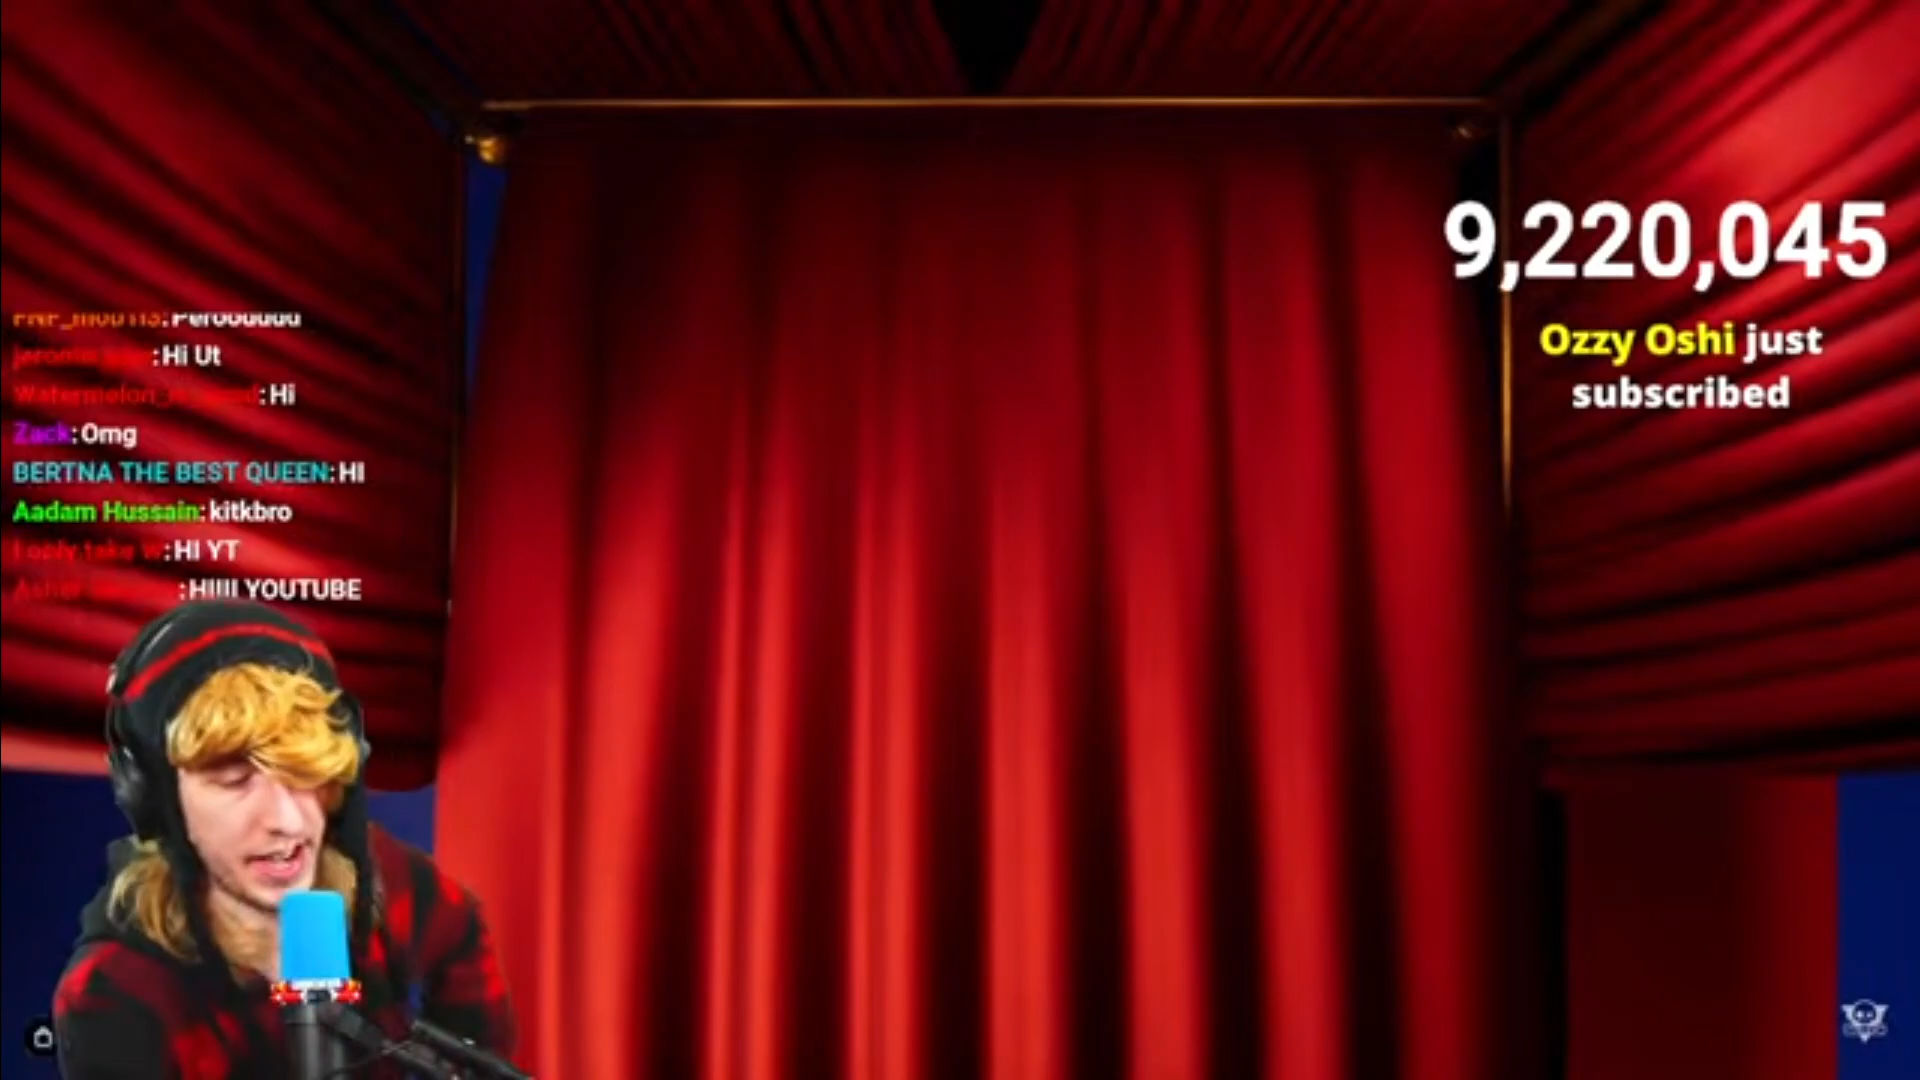 : Hi Ut
: Hi
Zack: Omg
BERTNA THE BEST QUEEN: HI
Aadam Hussain: kitkbro
: HI YT
: HIIII YOUTUBE
9,220,045
Ozzy Oshi just
subscribed